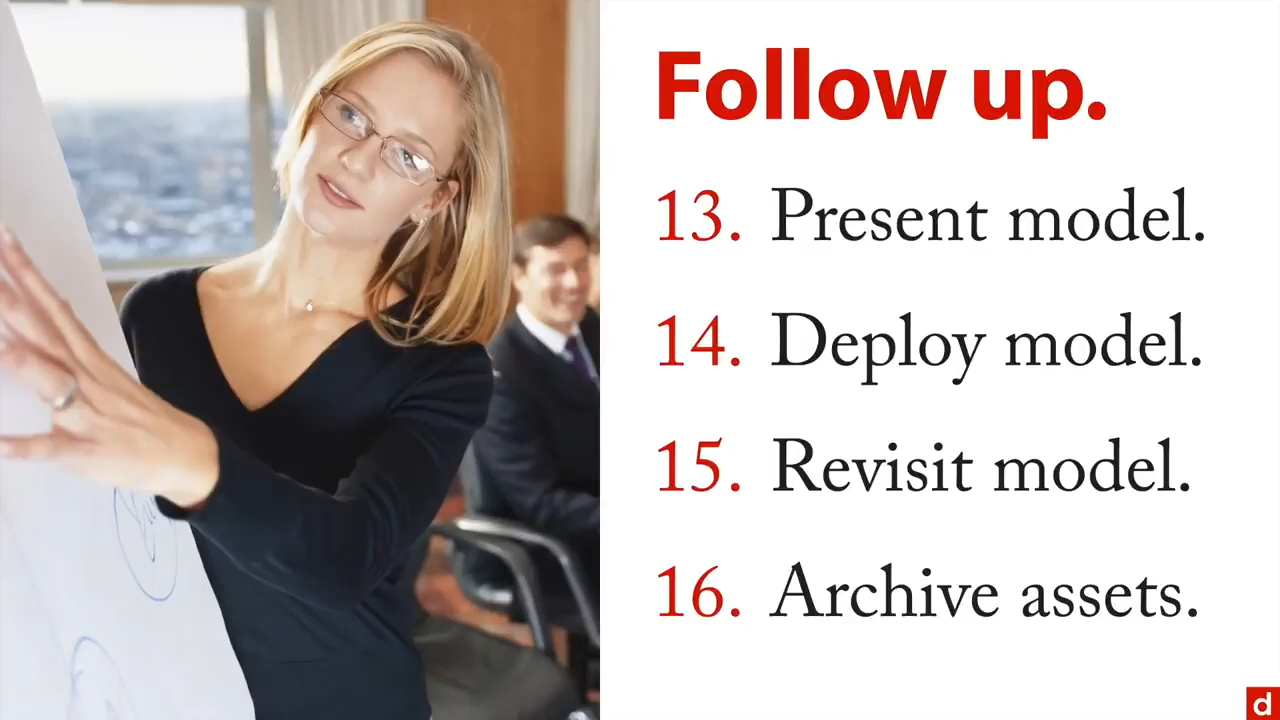 Follow up.
13. Present model.
14. Deploy model.
15. Revisit model.
16. Archive assets.
d